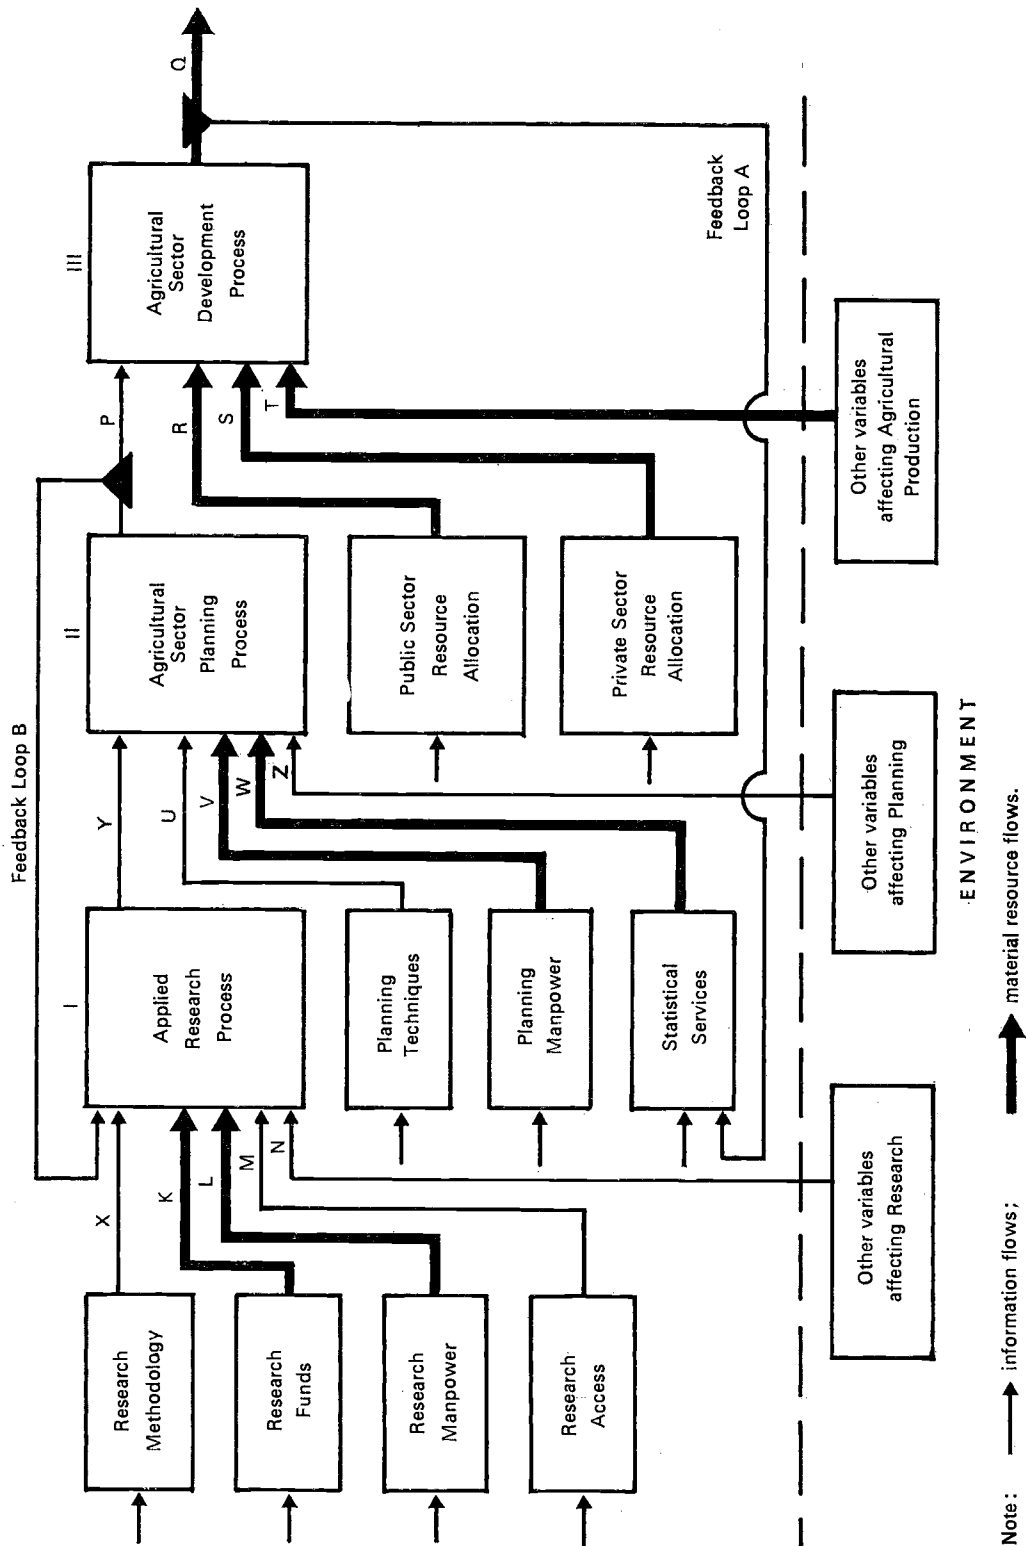 Feedback Loop B
I
II
III
Applied
Research
Process
Agricultural
Sector
Planning
Process
Agricultural
Sector
Development
Process
X
K
L
M
N
Y
U
V
W
Z
P
R
S
T
Q
Research
Methodology
Research
Funds
Research
Manpower
Research
Access
Planning
Techniques
Planning
Manpower
Statistical
Services
Public Sector
Resource
Allocation
Private Sector
Resource
Allocation
Feedback
Loop A
Other variables
affecting Research
Other variables
affecting Planning
Other variables
affecting Agricultural
Production
ENVIRONMENT
Note: information flows; material resource flows.